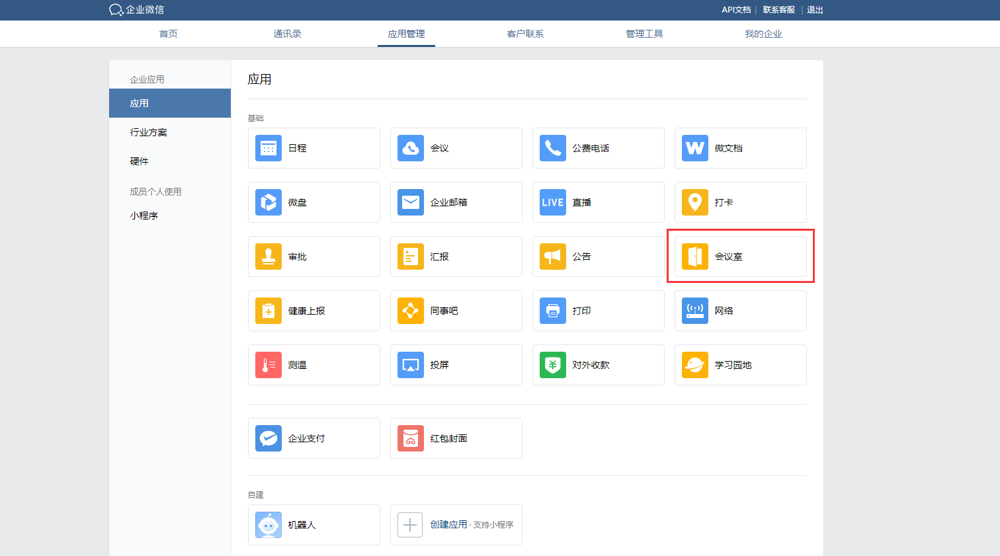 企业微信
API文档 | 联系客服 | 退出
首页 通讯录 应用管理 客户联系 管理工具 我的企业
企业应用
应用
行业方案
硬件
成员个人使用
小程序
应用
基础
日程 会议 公费电话 微文档
微盘 企业邮箱 LIVE 直播 打卡
审批 汇报 公告 会议室
健康上报 同事吧 打印 网络
测温 投屏 对外收款 学习园地
企业支付 红包封面
自建
机器人 创建应用 · 支持小程序